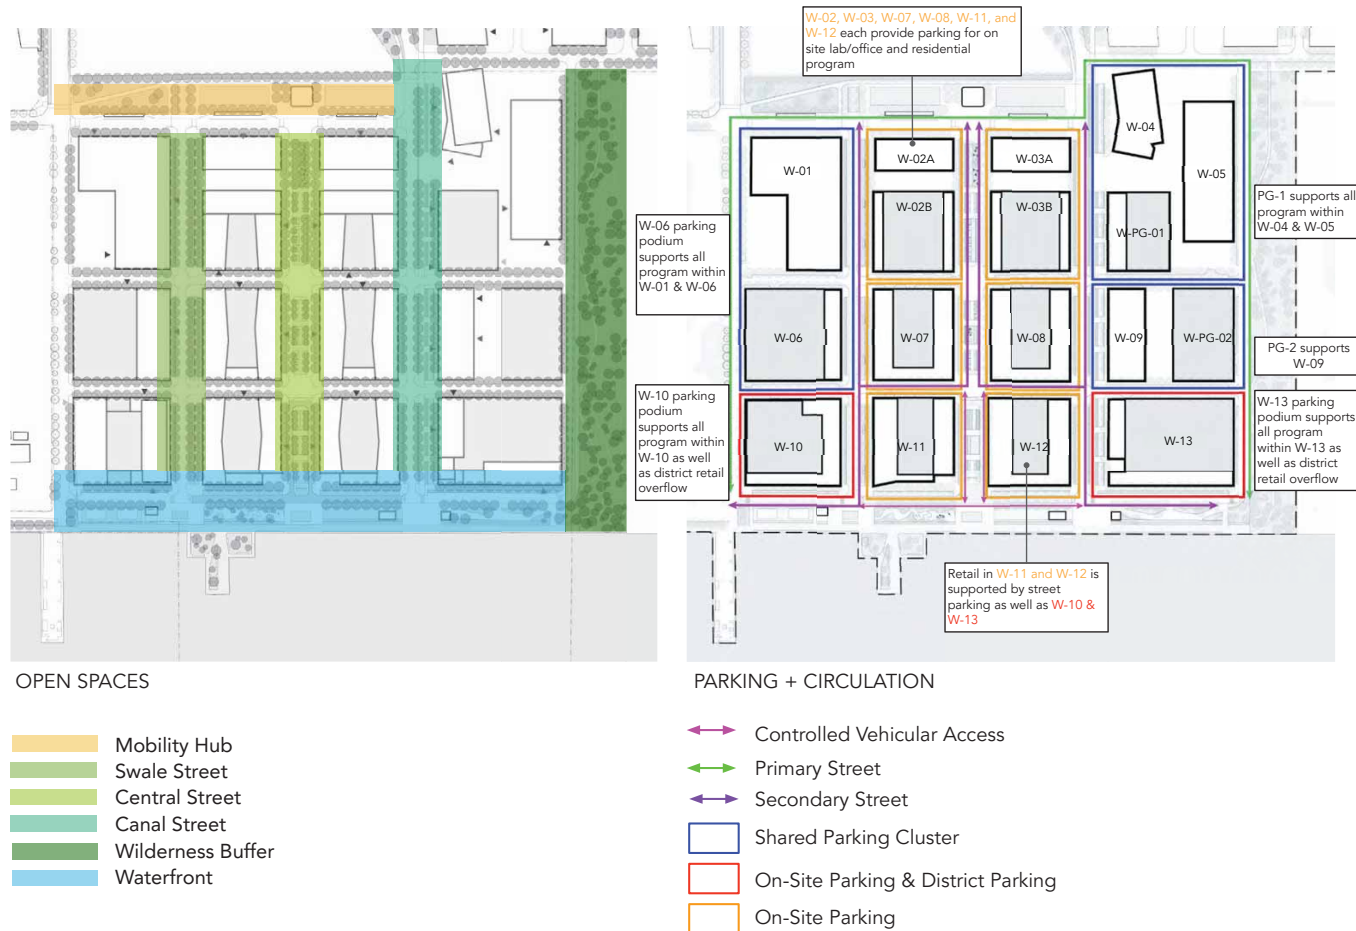 W-02, W-03, W-07, W-08, W-11, and
W-12 each provide parking for on
site lab/office and residential
program
W-04
W-01
W-02A
W-03A
W-05
W-02B
W-03B
W-PG-01
PG-1 supports all
program within
W-04 & W-05
W-06 parking
podium
supports all
program within
W-01 & W-06
W-06
W-07
W-08
W-09
W-PG-02
PG-2 supports
W-09
W-10 parking
podium
supports all
program within
W-10 as well
as district retail
overflow
W-10
W-11
W-12
W-13
W-13 parking
podium supports
all program
within W-13 as
well as district
retail overflow
Retail in W-11 and W-12 is
supported by street
parking as well as W-10 &
W-13
OPEN SPACES
Mobility Hub
Swale Street
Central Street
Canal Street
Wilderness Buffer
Waterfront
PARKING + CIRCULATION
Controlled Vehicular Access
Primary Street
Secondary Street
Shared Parking Cluster
On-Site Parking & District Parking
On-Site Parking